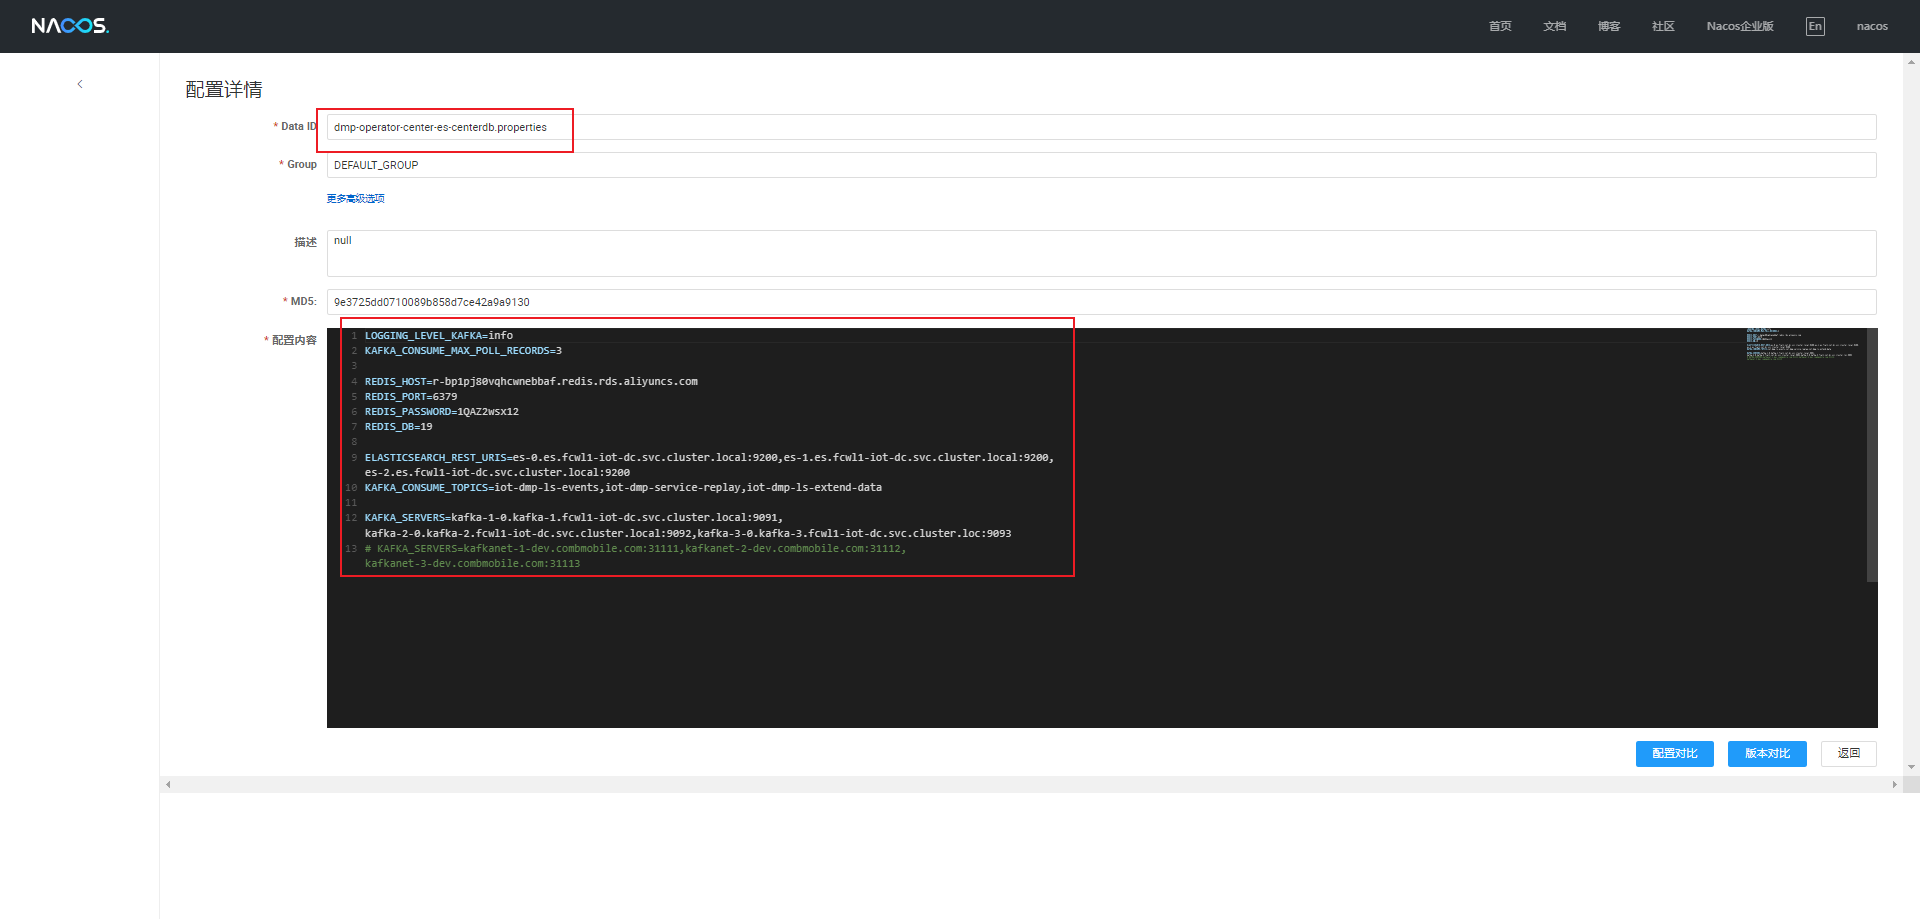 NACOS.
首页 文档 博客 社区 Nacos企业版 En nacos
配置详情
* Data ID dmp-operator-center-es-centerdb.properties
* Group DEFAULT_GROUP
更多高级选项
描述 null
* MD5: 9e3725dd0710089b858d7ce42a9a9130
* 配置内容
1 LOGGING_LEVEL_KAFKA=info
2 KAFKA_CONSUME_MAX_POLL_RECORDS=3
3
4 REDIS_HOST=r-bp1pj80vqhcwnebbaf.redis.rds.aliyuncs.com
5 REDIS_PORT=6379
6 REDIS_PASSWORD=1QAZ2wsx12
7 REDIS_DB=19
8
9 ELASTICSEARCH_REST_URIS=es-0.es.fcwl1-iot-dc.svc.cluster.local:9200,es-1.es.fcwl1-iot-dc.svc.cluster.local:9200,
es-2.es.fcwl1-iot-dc.svc.cluster.local:9200
10 KAFKA_CONSUME_TOPICS=iot-dmp-ls-events,iot-dmp-service-replay,iot-dmp-ls-extend-data
11
12 KAFKA_SERVERS=kafka-1-0.kafka-1.fcwl1-iot-dc.svc.cluster.local:9091,
kafka-2-0.kafka-2.fcwl1-iot-dc.svc.cluster.local:9092,kafka-3-0.kafka-3.fcwl1-iot-dc.svc.cluster.loc:9093
13 # KAFKA_SERVERS=kafkanet-1-dev.combmobile.com:31111,kafkanet-2-dev.combmobile.com:31112,
kafkanet-3-dev.combmobile.com:31113
配置对比 版本对比 返回